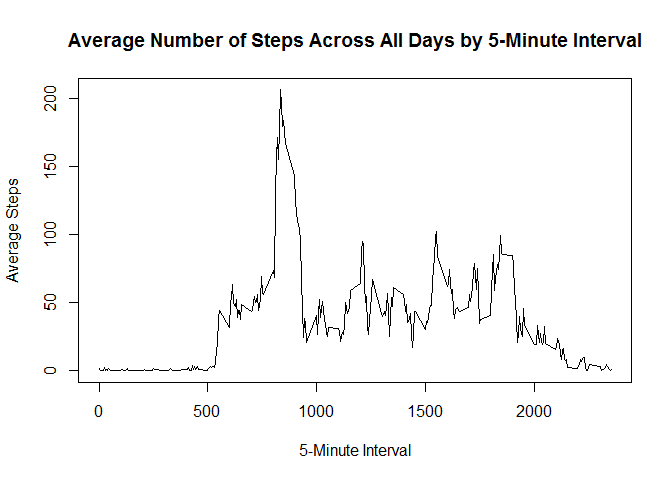 Average Number of Steps Across All Days by 5-Minute Interval
Average Steps
200
150
100
50
0
0 500 1000 1500 2000
5-Minute Interval